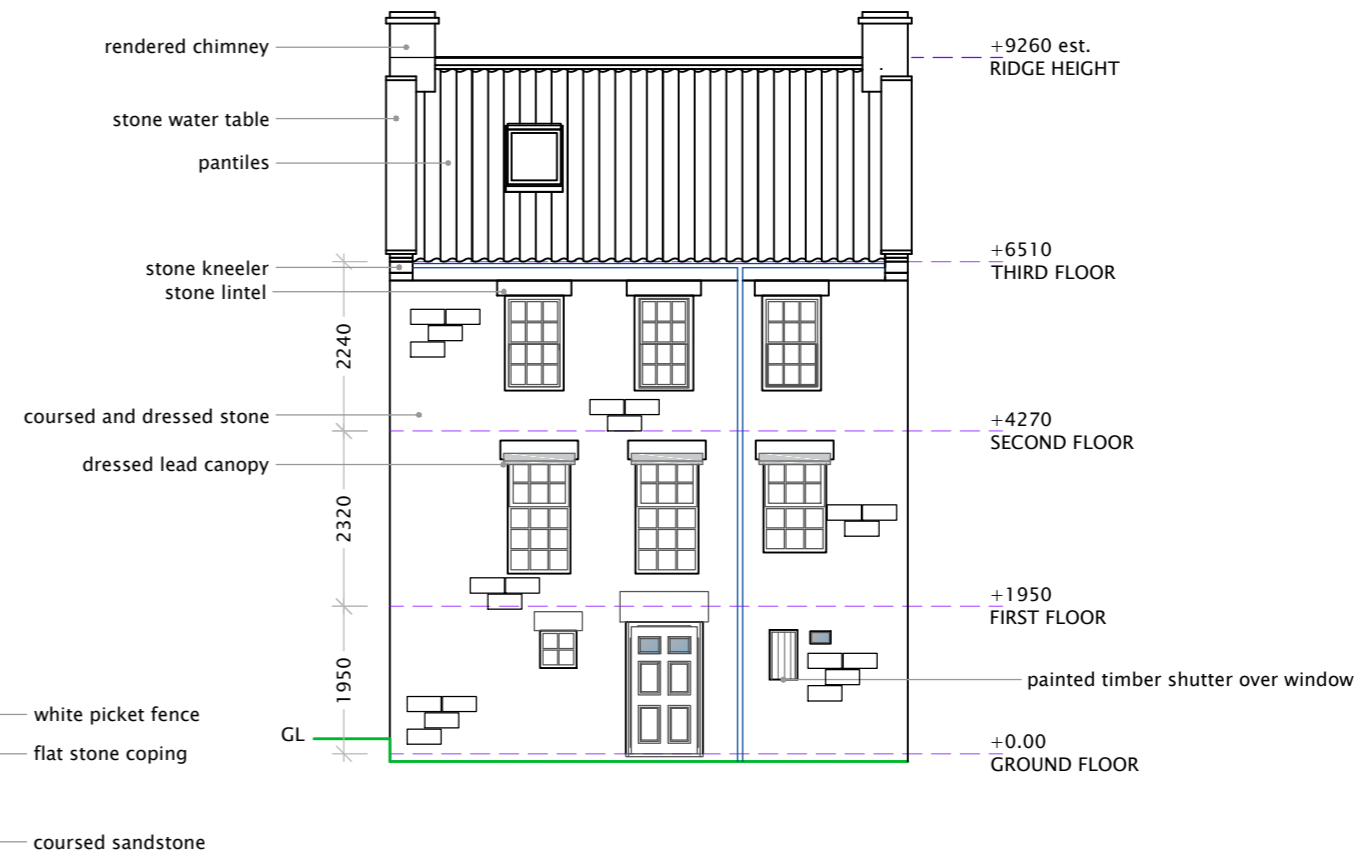 rendered chimney
stone water table
pantiles
stone kneeler
stone lintel
coursed and dressed stone
dressed lead canopy
white picket fence
flat stone coping
coursed sandstone
GL
2240
2320
1950
+9260 est.
RIDGE HEIGHT
+6510
THIRD FLOOR
+4270
SECOND FLOOR
+1950
FIRST FLOOR
painted timber shutter over window
+0.00
GROUND FLOOR